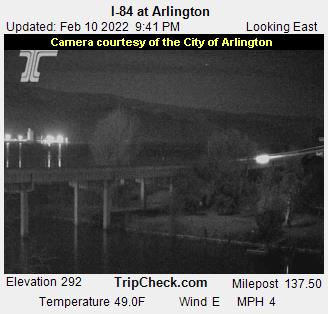 I-84 at Arlington
Updated: Feb 10 2022 9:41 PM Looking East
Camera courtesy of the City of Arlington
Elevation 292 TripCheck.com Milepost 137.50
Temperature 49.0F Wind E MPH 4